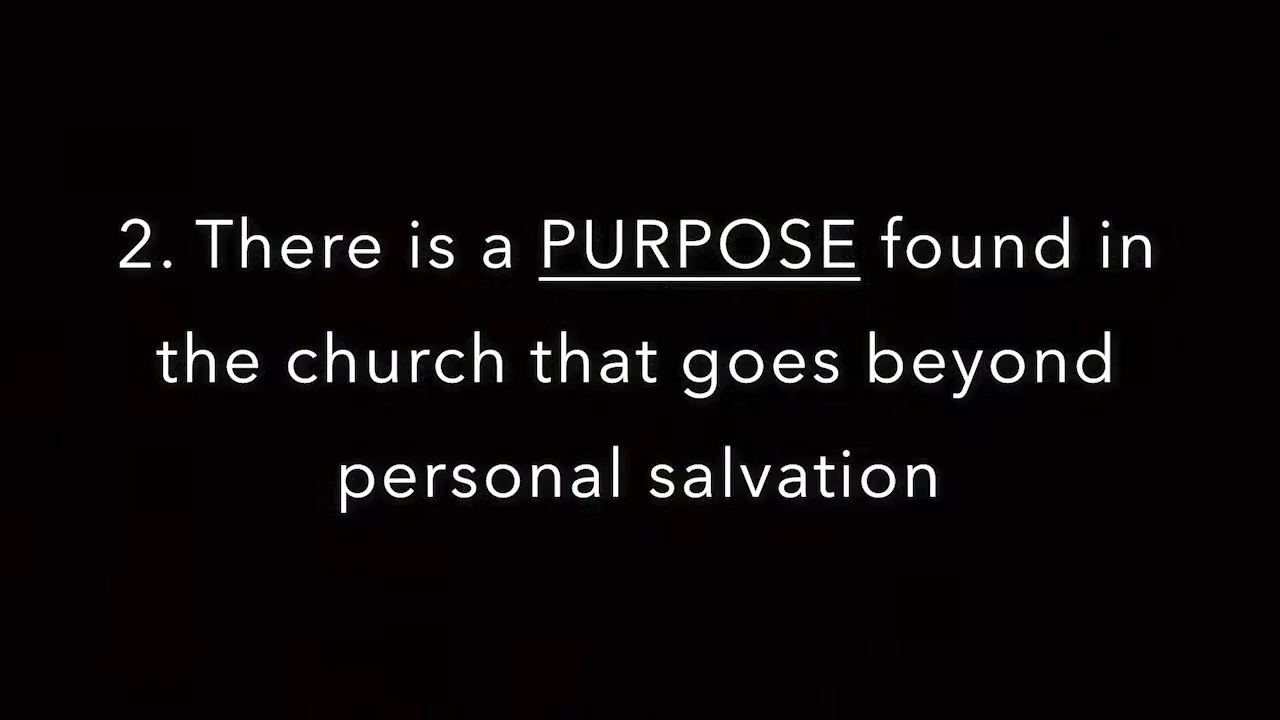 2. There is a PURPOSE found in
the church that goes beyond
personal salvation